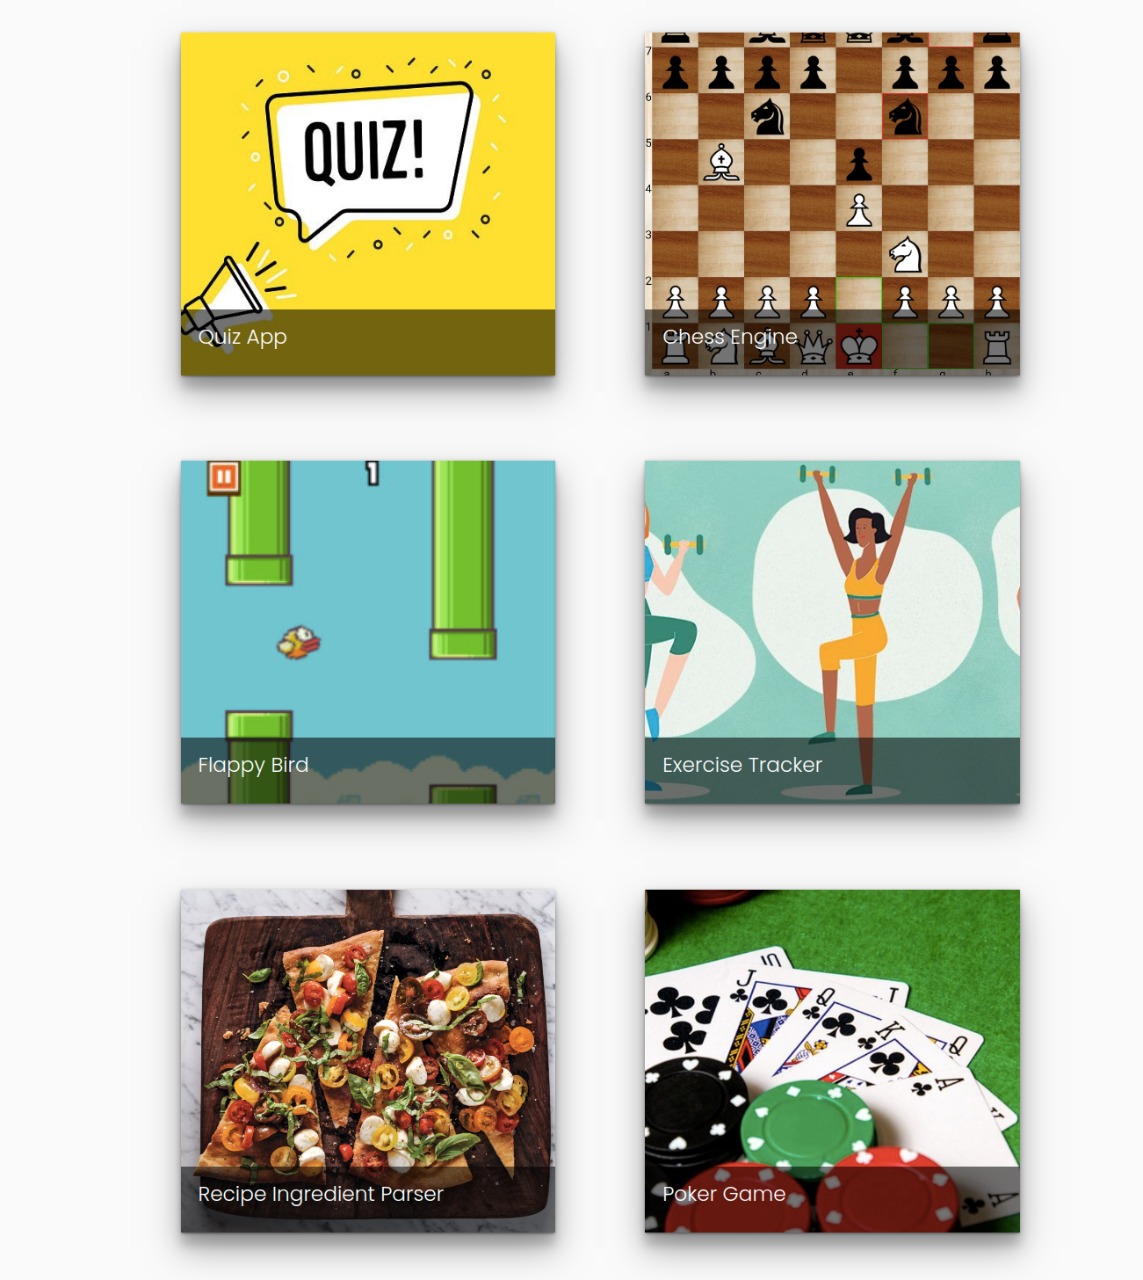 QUIZ!
Quiz App
7
6
5
4
3
2
1
Chess Engine
a b c d e f g h
1
Flappy Bird
Exercise Tracker
Recipe Ingredient Parser
10
J
Q
K
Q
A
A
Poker Game